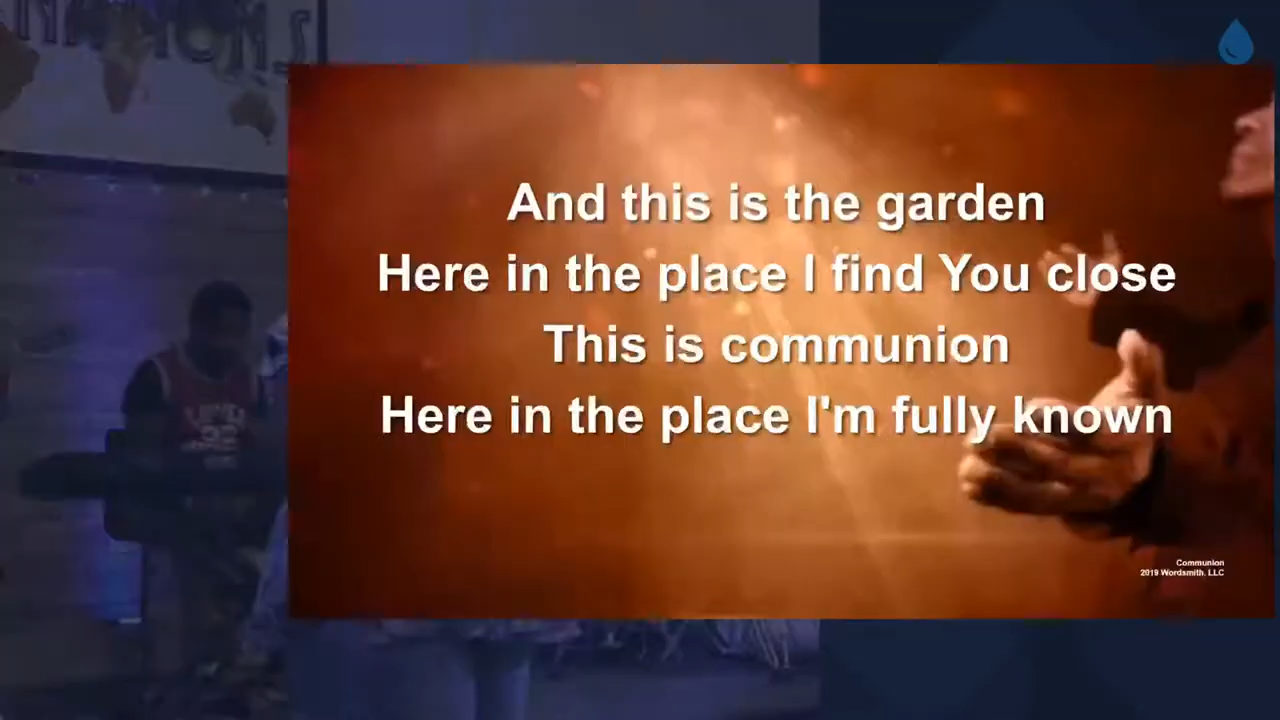 And this is the garden
Here in the place I find You close
This is communion
Here in the place I'm fully known
Communion
2019 Wordsmith, LLC